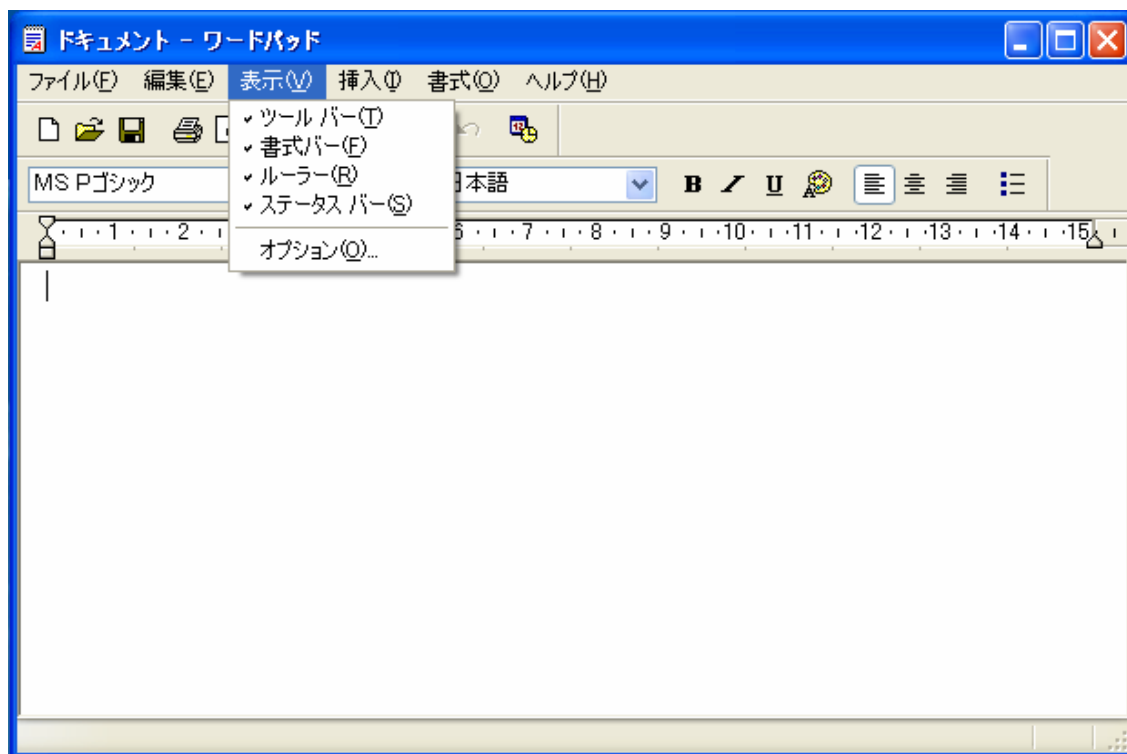 ドキュメント - ワードパッド
ファイル(F) 編集(E) 表示(V) 挿入(I) 書式(O) ヘルプ(H)
ツール バー(T)
書式バー(F)
ルーラー(R)
ステータス バー(S)
オプション(O)...
MS Pゴシック 日本語 B I U
1 2 6 7 8 9 10 11 12 13 14 15